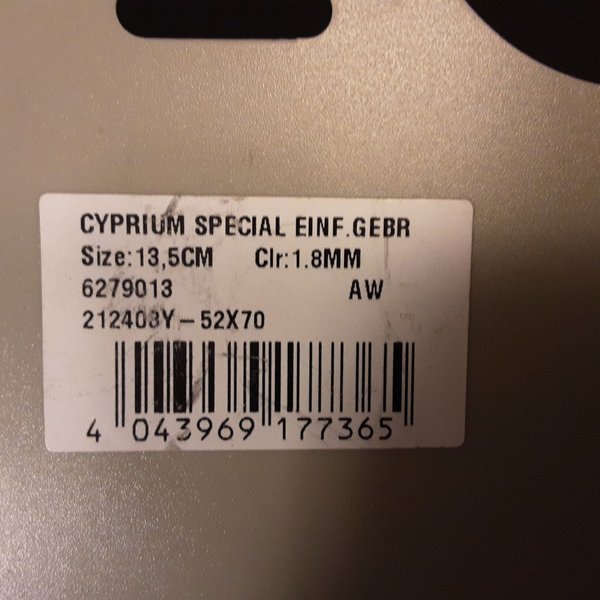 CYPRIUM SPECIAL EINF.GEBR
Size:13,5CM Clr:1.8MM
6279013 AW
212403Y-52X70
4 043969 177365